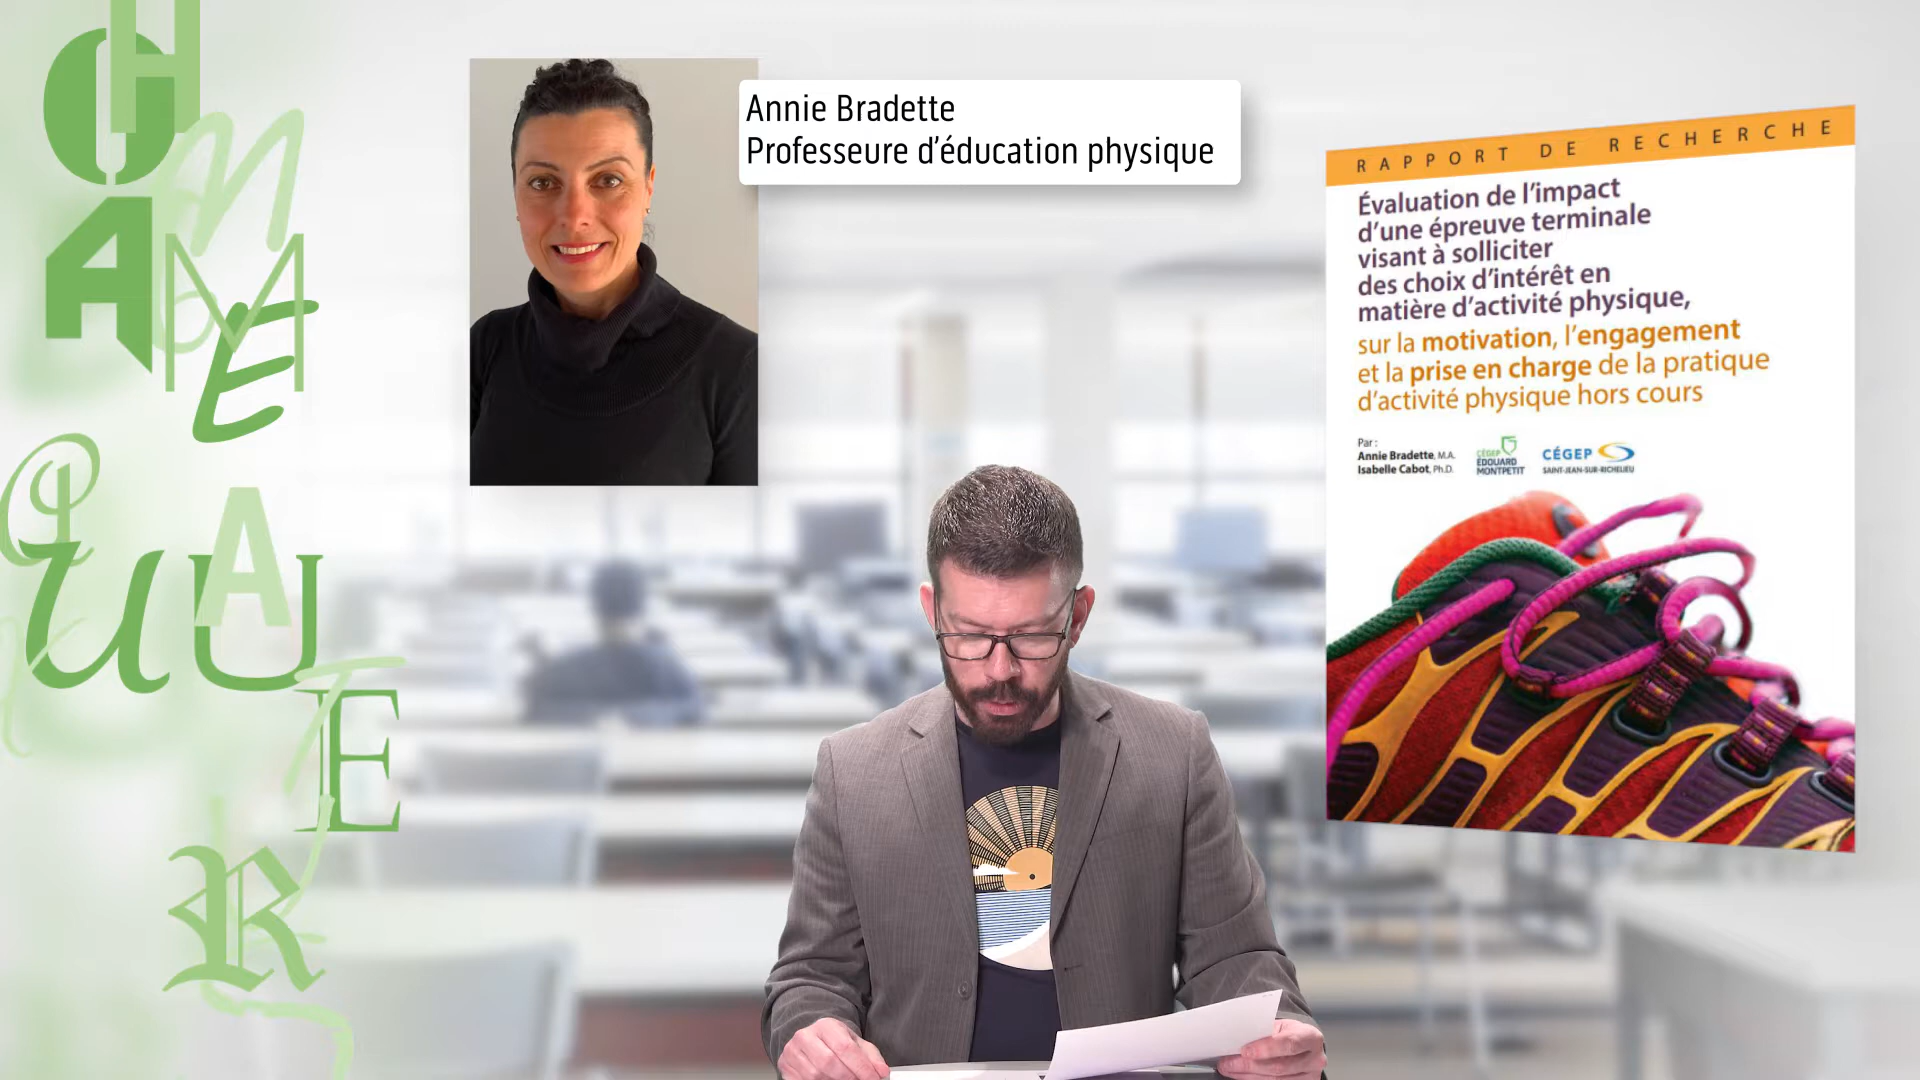 Annie Bradette
Professeure d'éducation physique
RAPPORT DE RECHERCHE
Évaluation de l'impact
d'une épreuve terminale
visant à solliciter
des choix d'intérêt en
matière d'activité physique,
sur la motivation, l'engagement
et la prise en charge de la pratique
d'activité physique hors cours
Par :
Annie Bradette, M.A.
Isabelle Cabot, Ph.D.
CÉGEP
ÉDOUARD
MONTPETIT
CÉGEP
SAINT-JEAN-SUR-RICHELIEU